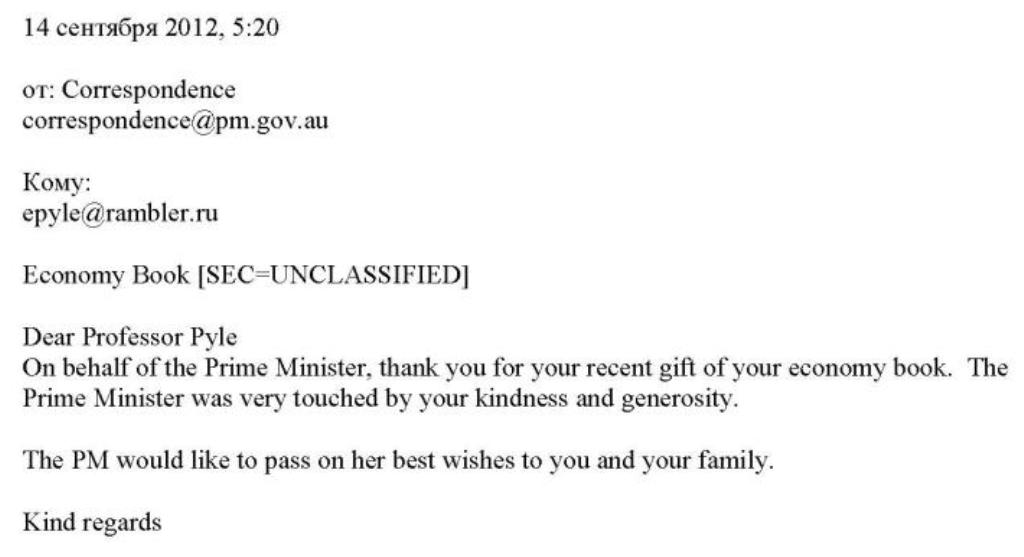 14 сентября 2012, 5:20
от: Correspondence
correspondence@pm.gov.au
Кому:
epyle@rambler.ru
Economy Book [SEC=UNCLASSIFIED]
Dear Professor Pyle
On behalf of the Prime Minister, thank you for your recent gift of your economy book.  The
Prime Minister was very touched by your kindness and generosity.
The PM would like to pass on her best wishes to you and your family.
Kind regards